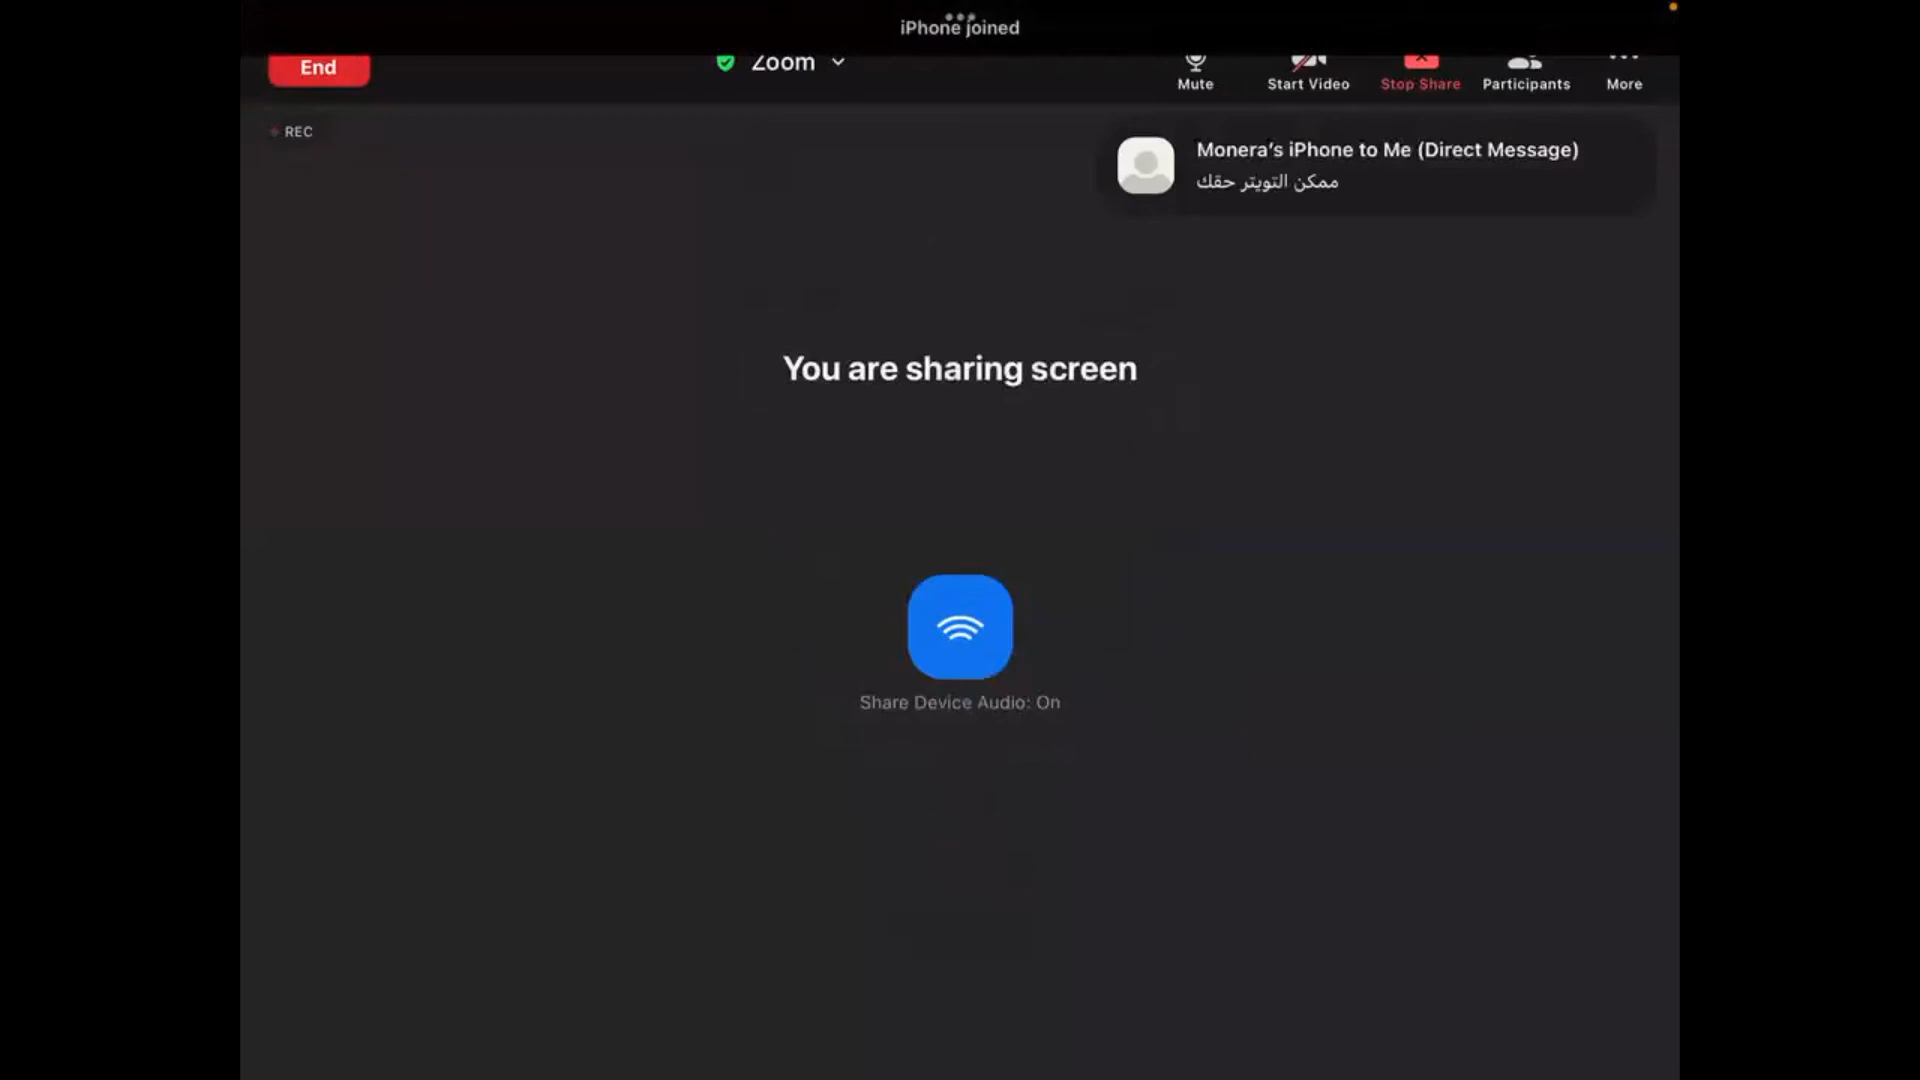 iPhone joined
End
Zoom
Mute
Start Video
Stop Share
Participants
More
REC
Monera’s iPhone to Me (Direct Message)
ممكن التويتر حقك
You are sharing screen
Share Device Audio: On